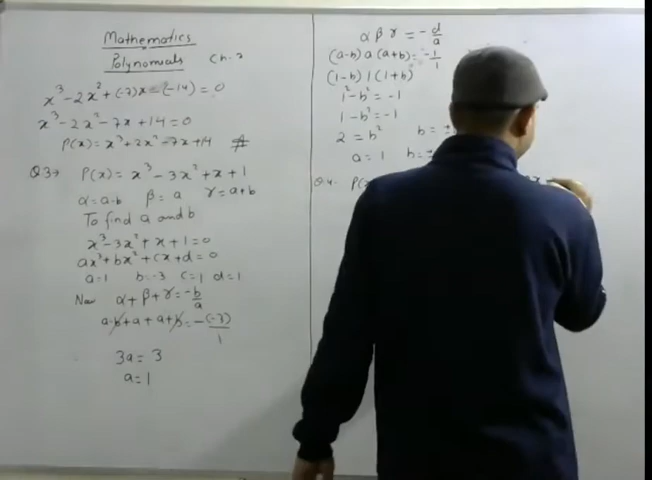 Mathematics
Polynomials Ch. 2
x³ - 2x² + (-7)x - (-14) = 0
x³ - 2x² - 7x + 14 = 0
P(x) = x³ + 2x² - 7x + 14
Q3→ P(x) = x³ - 3x² + x + 1
α = a-b β = a γ = a+b
To find a and b
x³ - 3x² + x + 1 = 0
ax³ + bx² + cx + d = 0
a=1 b=-3 c=1 d=1
Now α + β + γ = -b/a
a-b + a + a+b = -(-3)/1
3a = 3
a = 1
αβγ = -d/a
(a-b) a (a+b) = -1/1
(1-b) 1 (1+b)
1² - b² = -1
1 - b² = -1
2 = b² b = ±
a = 1 b = ±
Q4. P(x